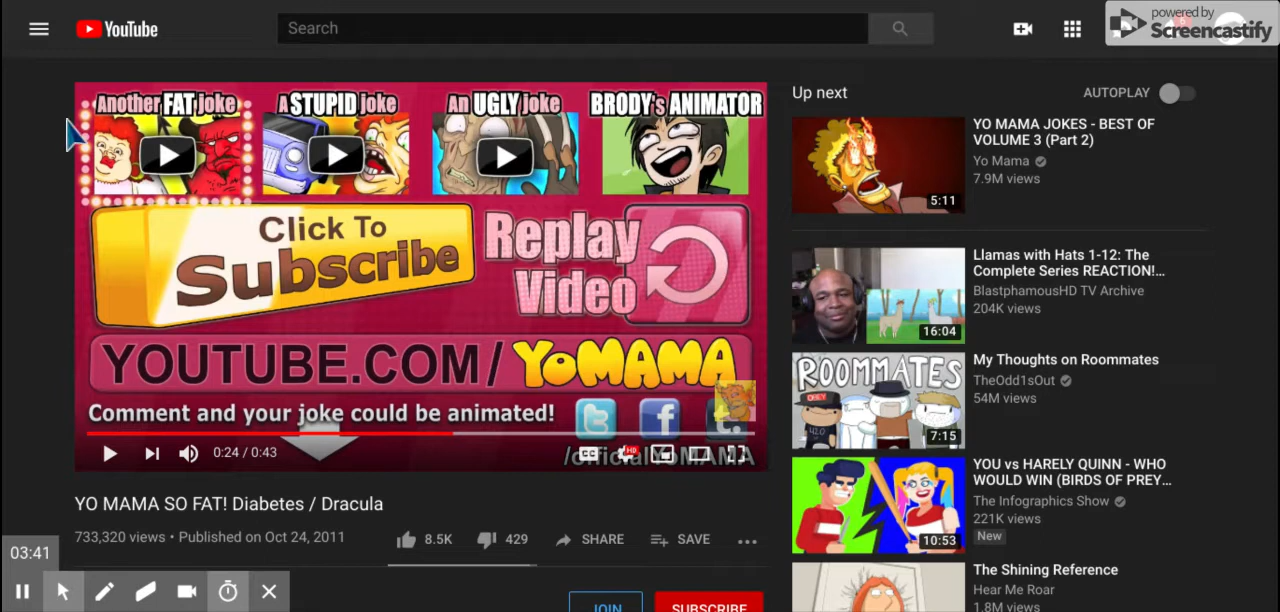 YouTube
Search
powered by
Screencastify
Another FAT joke
A STUPID joke
An UGLY joke
BRODY's ANIMATOR
Click To
Subscribe
Replay
Video
YOUTUBE.COM/YOMAMA
Comment and your joke could be animated!
/officialYOMAMA
HD
0:24 / 0:43
YO MAMA SO FAT! Diabetes / Dracula
733,320 views • Published on Oct 24, 2011
8.5K
429
SHARE
SAVE
JOIN
SUBSCRIBE
03:41
Up next
AUTOPLAY
YO MAMA JOKES - BEST OF
VOLUME 3 (Part 2)
Yo Mama
7.9M views
5:11
Llamas with Hats 1-12: The
Complete Series REACTION!...
BlastphamousHD TV Archive
204K views
16:04
My Thoughts on Roommates
TheOdd1sOut
54M views
ROOMMATES
OBEY
7:15
YOU vs HARELY QUINN - WHO
WOULD WIN (BIRDS OF PREY...
The Infographics Show
221K views
New
10:53
The Shining Reference
Hear Me Roar
1.8M views